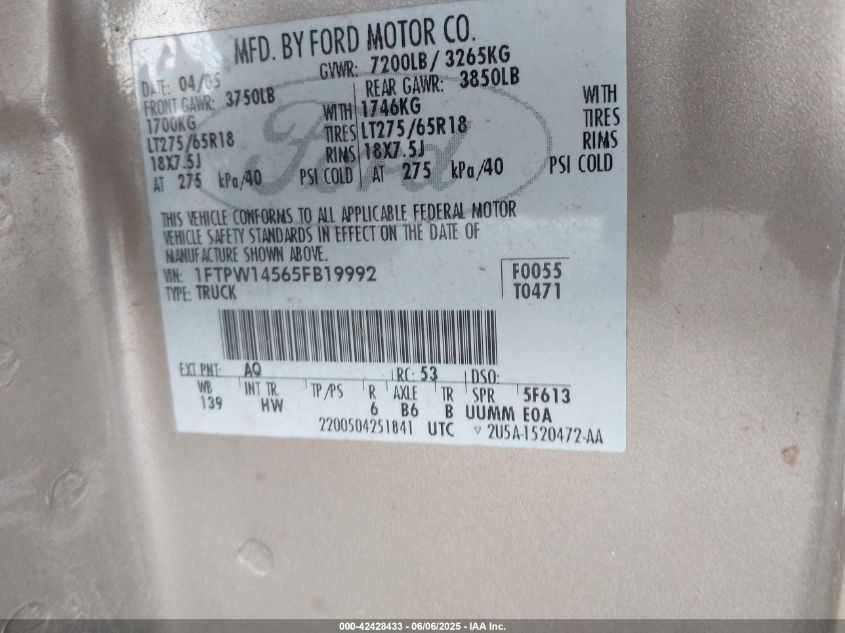 MFD. BY FORD MOTOR CO.
DATE: 04/05 GVWR: 7200LB/ 3265KG
FRONT GAWR: 3750LB REAR GAWR: 3850LB
1700KG WITH 1746KG WITH
LT275/65R18 TIRES LT275/65R18 TIRES
18X7.5J RIMS 18X7.5J RIMS
AT 275 kPa/40 PSI COLD AT 275 kPa/40 PSI COLD
Ford
THIS VEHICLE CONFORMS TO ALL APPLICABLE FEDERAL MOTOR
VEHICLE SAFETY STANDARDS IN EFFECT ON THE DATE OF
MANUFACTURE SHOWN ABOVE.
VIN: 1FTPW14565FB19992 F0055
TYPE: TRUCK T0471
EXT PNT: AQ RC: 53 DSO:
WB INT TR TP/PS R AXLE TR SPR 5F613
139 HW 6 B6 B UUMM EOA
2200504251841 UTC ▽ 2U5A-1520472-AA
000-42428433 - 06/06/2025 - IAA Inc.